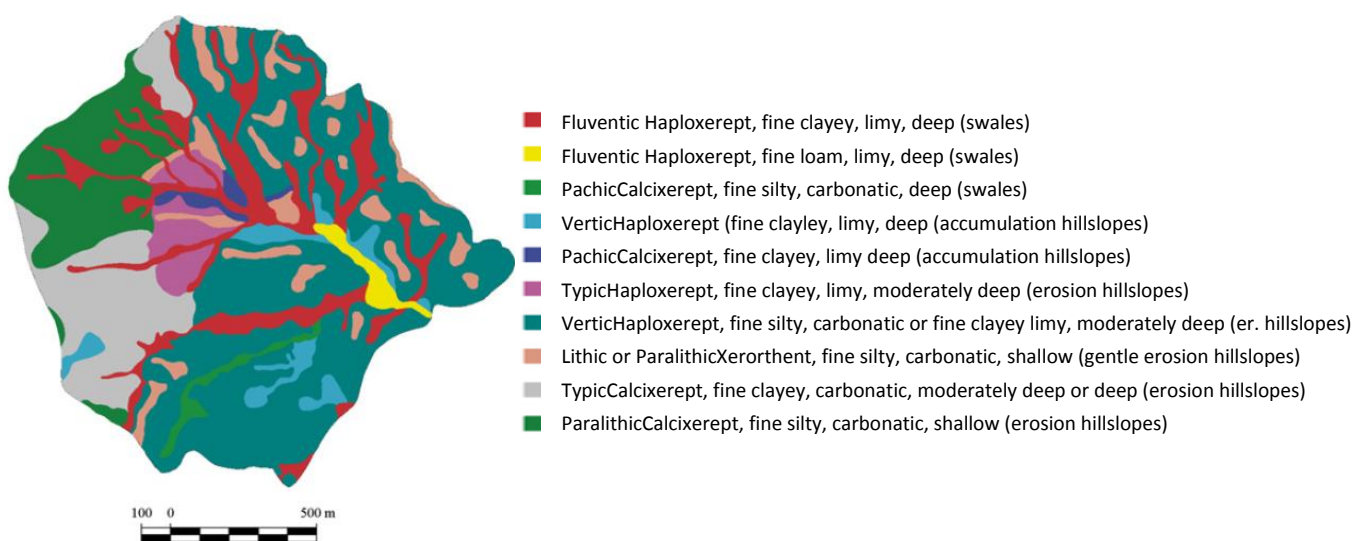 Fluventic Haploxerept, fine clayey, limy, deep (swales)
Fluventic Haploxerept, fine loam, limy, deep (swales)
PachicCalcixerept, fine silty, carbonatic, deep (swales)
VerticHaploxerept (fine clayley, limy, deep (accumulation hillslopes)
PachicCalcixerept, fine clayey, limy deep (accumulation hillslopes)
TypicHaploxerept, fine clayey, limy, moderately deep (erosion hillslopes)
VerticHaploxerept, fine silty, carbonatic or fine clayey limy, moderately deep (er. hillslopes)
Lithic or ParalithicXerorthent, fine silty, carbonatic, shallow (gentle erosion hillslopes)
TypicCalcixerept, fine clayey, carbonatic, moderately deep or deep (erosion hillslopes)
ParalithicCalcixerept, fine silty, carbonatic, shallow (erosion hillslopes)
100 0 500 m